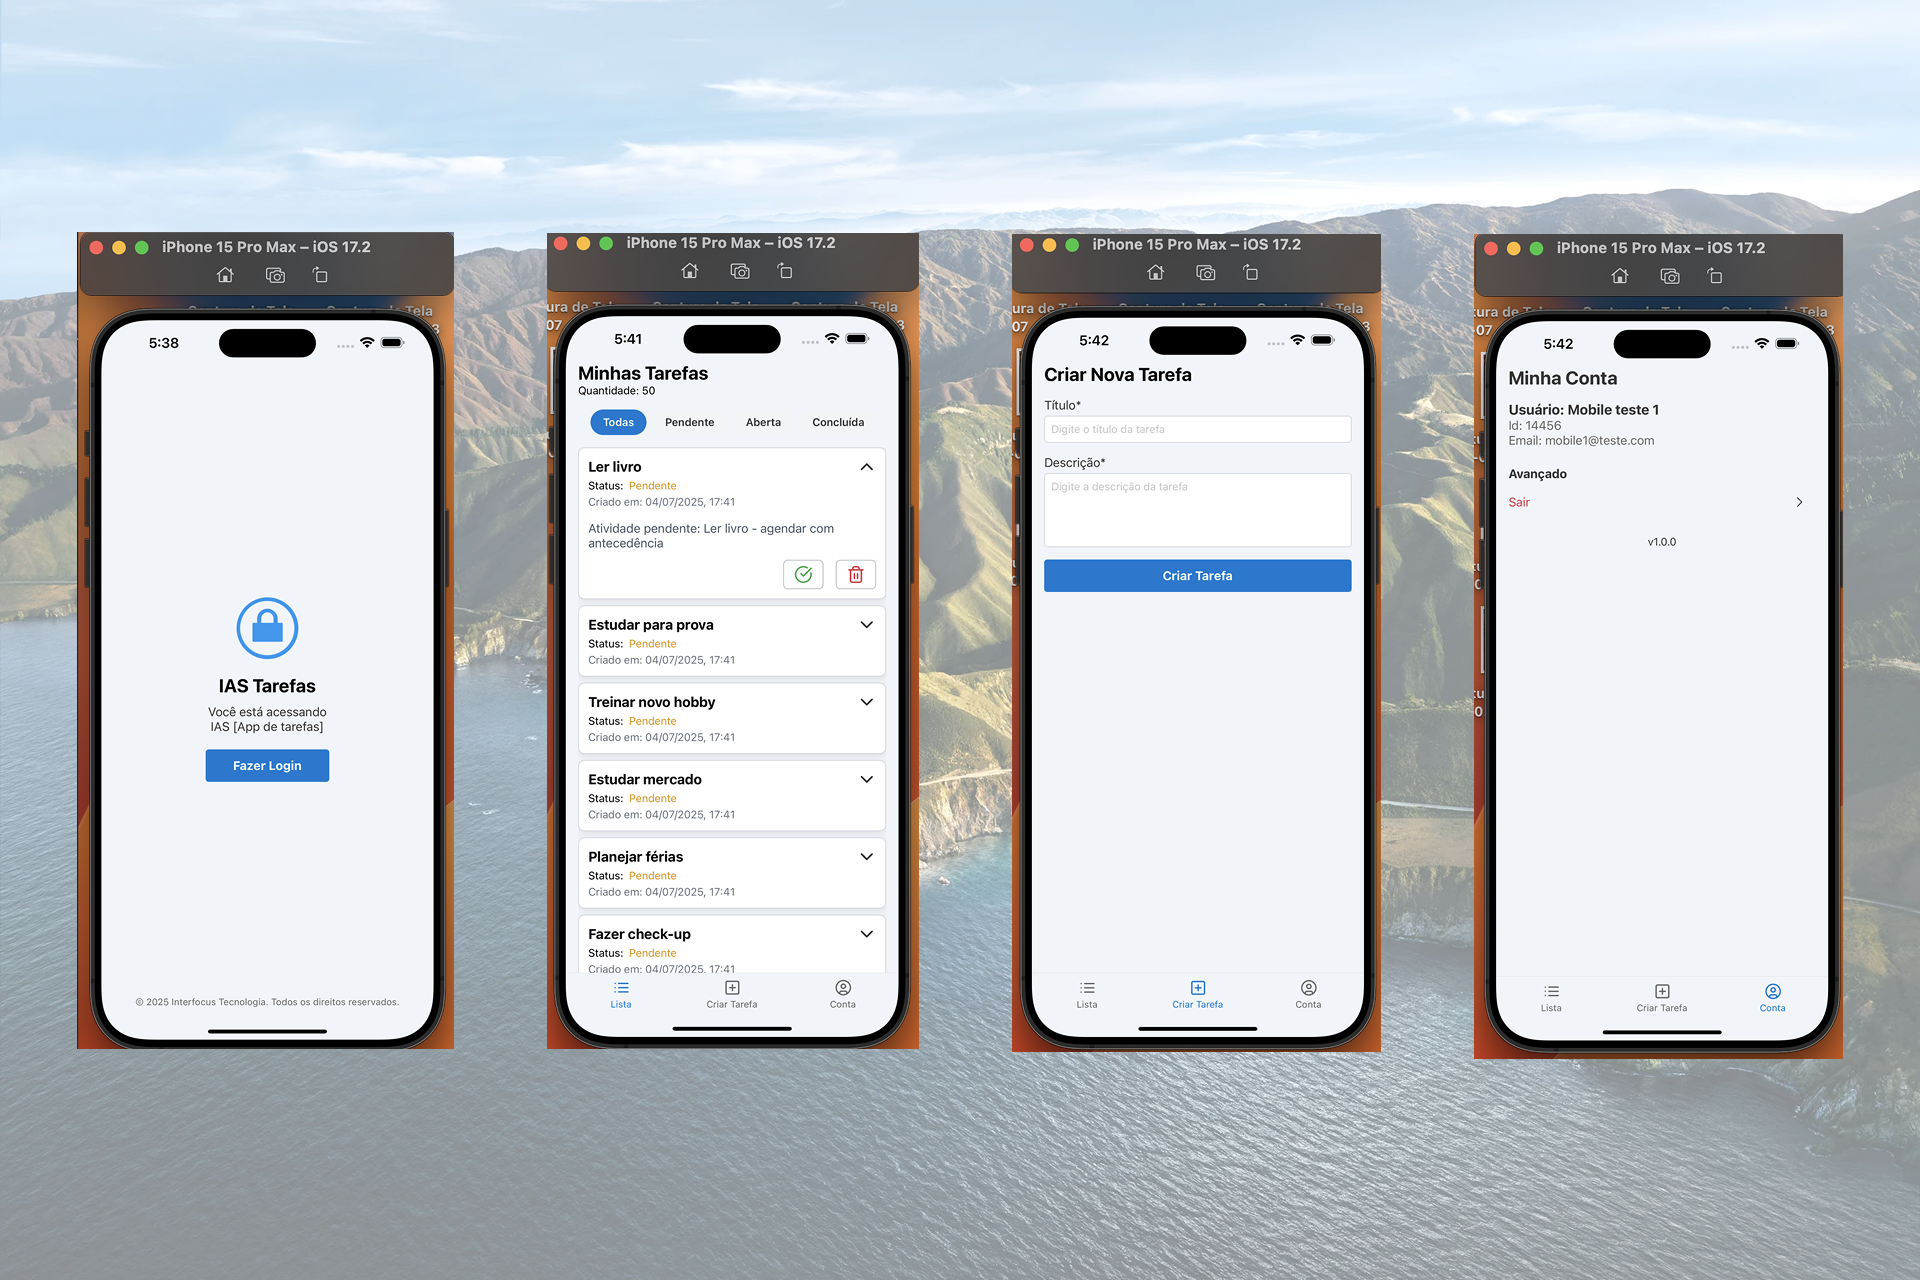 iPhone 15 Pro Max – iOS 17.2
5:38
IAS Tarefas
Você está acessando
IAS [App de tarefas]
Fazer Login
© 2025 Interfocus Tecnologia. Todos os direitos reservados.
iPhone 15 Pro Max – iOS 17.2
5:41
Minhas Tarefas
Quantidade: 50
Todas Pendente Aberta Concluída
Ler livro
Status: Pendente
Criado em: 04/07/2025, 17:41
Atividade pendente: Ler livro - agendar com
antecedência
Estudar para prova
Status: Pendente
Criado em: 04/07/2025, 17:41
Treinar novo hobby
Status: Pendente
Criado em: 04/07/2025, 17:41
Estudar mercado
Status: Pendente
Criado em: 04/07/2025, 17:41
Planejar férias
Status: Pendente
Criado em: 04/07/2025, 17:41
Fazer check-up
Status: Pendente
Criado em: 04/07/2025, 17:41
Lista Criar Tarefa Conta
iPhone 15 Pro Max – iOS 17.2
5:42
Criar Nova Tarefa
Título*
Digite o título da tarefa
Descrição*
Digite a descrição da tarefa
Criar Tarefa
Lista Criar Tarefa Conta
iPhone 15 Pro Max – iOS 17.2
5:42
Minha Conta
Usuário: Mobile teste 1
Id: 14456
Email: mobile1@teste.com
Avançado
Sair
v1.0.0
Lista Criar Tarefa Conta